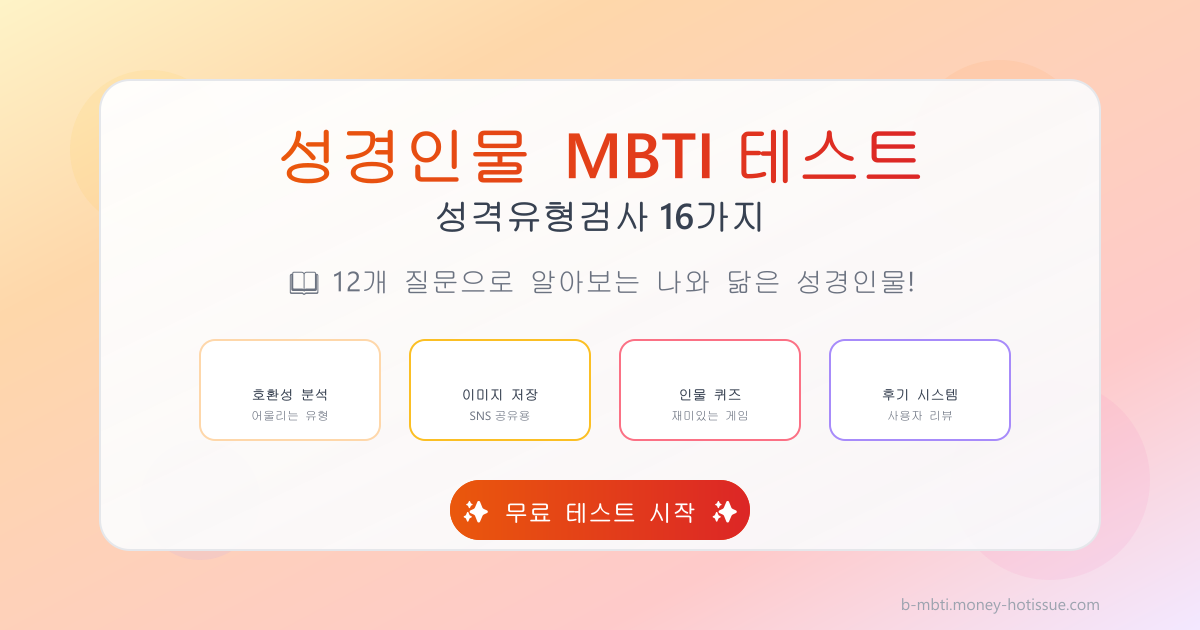 성경인물 MBTI 테스트
성격유형검사 16가지
📖 12개 질문으로 알아보는 나와 닮은 성경인물!
호환성 분석
어울리는 유형
이미지 저장
SNS 공유용
인물 퀴즈
재미있는 게임
후기 시스템
사용자 리뷰
✨ 무료 테스트 시작 ✨
b-mbti.money-hotissue.com